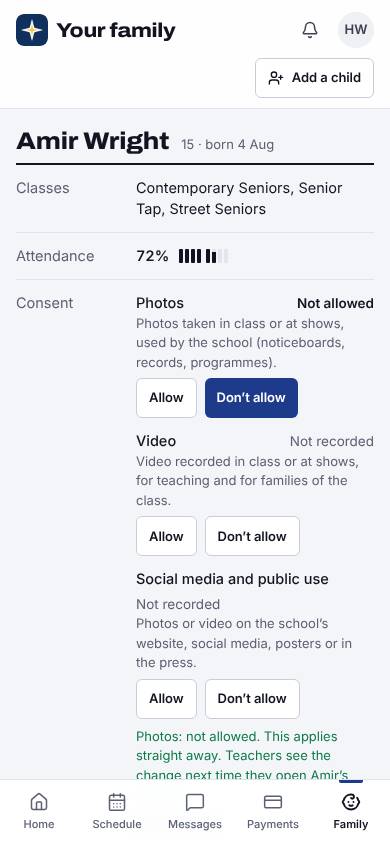 Your family
HW
Add a child
Amir Wright 15 · born 4 Aug
Classes
Contemporary Seniors, Senior
Tap, Street Seniors
Attendance
72%
Consent
Photos
Not allowed
Photos taken in class or at shows,
used by the school (noticeboards,
records, programmes).
Allow
Don’t allow
Video
Not recorded
Video recorded in class or at shows,
for teaching and for families of the
class.
Allow
Don’t allow
Social media and public use
Not recorded
Photos or video on the school’s
website, social media, posters or in
the press.
Allow
Don’t allow
Photos: not allowed. This applies
straight away. Teachers see the
change next time they open Amir’s
Home
Schedule
Messages
Payments
Family